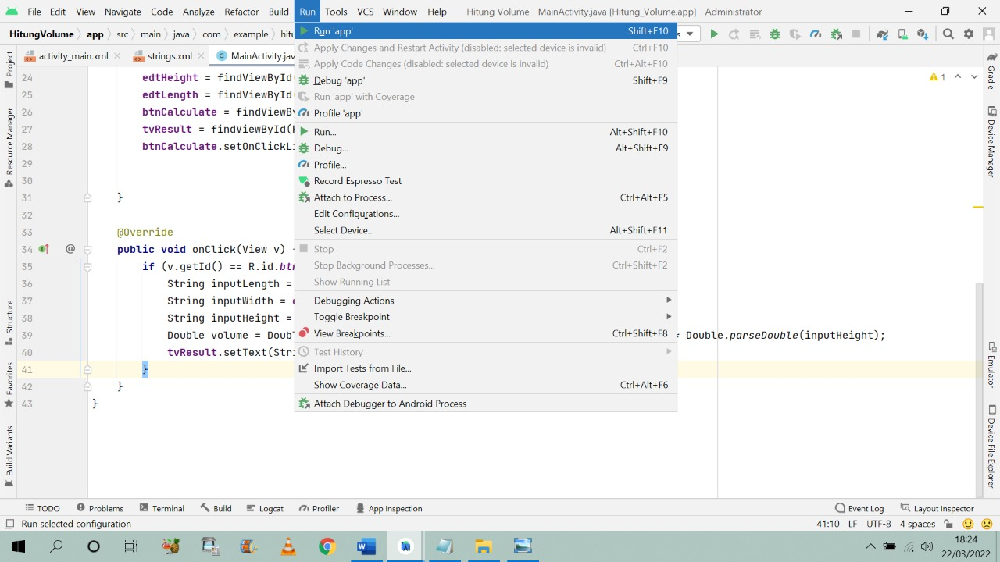 File Edit View Navigate Code Analyze Refactor Build Run Tools VCS Window Help Hitung Volume - MainActivity.java [Hitung_Volume.app] - Administrator
HitungVolume app src main java com example
activity_main.xml strings.xml MainActivity.jav
Run 'app' Shift+F10
Apply Changes and Restart Activity (disabled: selected device is invalid) Ctrl+F10
Apply Code Changes (disabled: selected device is invalid) Ctrl+Alt+F10
Debug 'app' Shift+F9
Run 'app' with Coverage
Profile 'app'
Run... Alt+Shift+F10
Debug... Alt+Shift+F9
Profile...
Record Espresso Test
Attach to Process... Ctrl+Alt+F5
Edit Configurations...
Select Device... Alt+Shift+F11
Stop Ctrl+F2
Stop Background Processes... Ctrl+Shift+F2
Show Running List
Debugging Actions
Toggle Breakpoint
View Breakpoints... Ctrl+Shift+F8
Test History
Import Tests from File...
Show Coverage Data... Ctrl+Alt+F6
Attach Debugger to Android Process
1
24 edtHeight = findViewById
25 edtLength = findViewById
26 btnCalculate = findViewBy
27 tvResult = findViewById(
28 btnCalculate.setOnClickLi
29
30
31 }
32
33 @Override
34 @ public void onClick(View v)
35 if (v.getId() == R.id.bt
36 String inputLength =
37 String inputWidth =
38 String inputHeight =
39 Double volume = Doub * Double.parseDouble(inputHeight);
40 tvResult.setText(Stri
41 }
42 }
43 }
Project
Resource Manager
Structure
Favorites
Build Variants
Gradle
Device Manager
Emulator
Device File Explorer
TODO Problems Terminal Build Logcat Profiler App Inspection Event Log Layout Inspector
Run selected configuration 41:10 LF UTF-8 4 spaces
18:24
22/03/2022